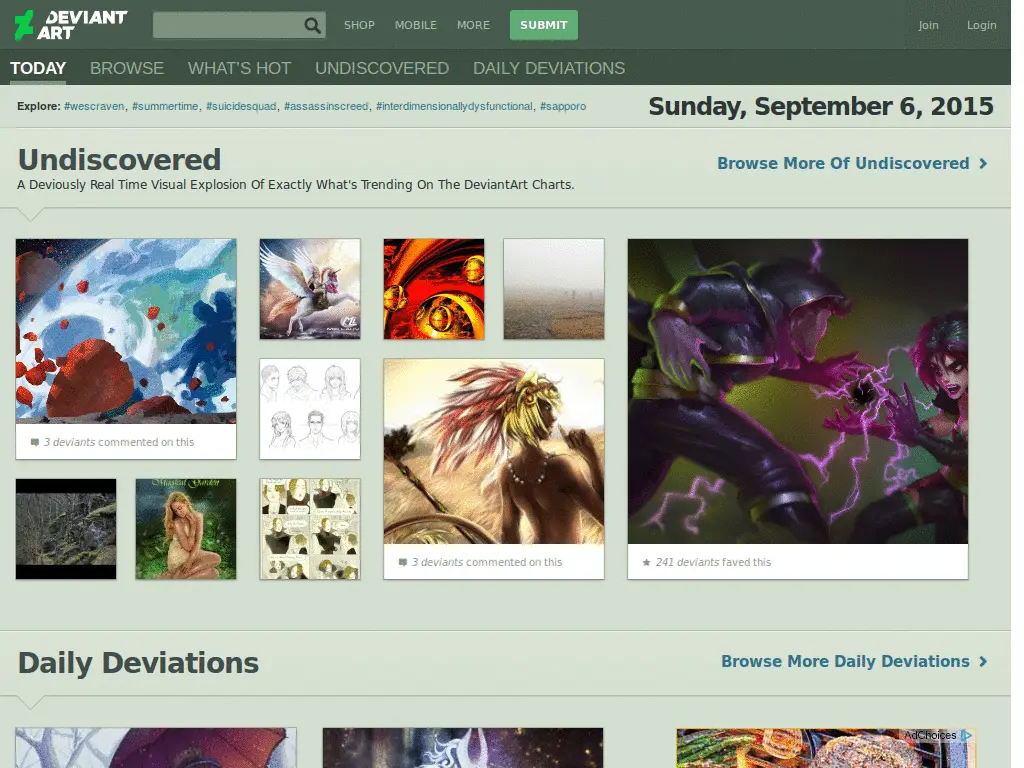 DEVIANT ART
SHOP MOBILE MORE SUBMIT Join Login
TODAY BROWSE WHAT'S HOT UNDISCOVERED DAILY DEVIATIONS
Explore: #wescraven, #summertime, #suicidesquad, #assassinscreed, #interdimensionallydysfunctional, #sapporo
Sunday, September 6, 2015
Undiscovered
Browse More Of Undiscovered
A Deviously Real Time Visual Explosion Of Exactly What's Trending On The DeviantArt Charts.
3 deviants commented on this
Magical Garden
3 deviants commented on this
241 deviants faved this
Daily Deviations
Browse More Daily Deviations
AdChoices